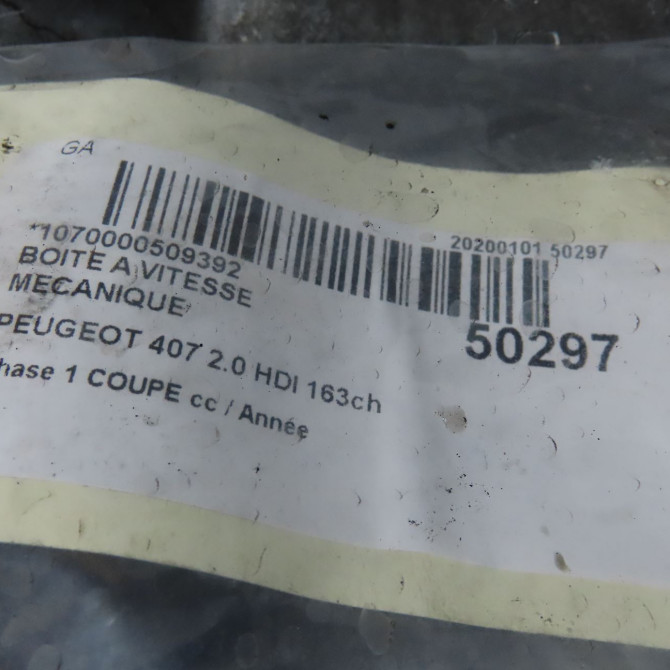 GA
*1070000509392
20200101 50297
BOITE A VITESSE
MECANIQUE
50297
PEUGEOT 407 2.0 HDI 163ch
hase 1 COUPE cc / Année